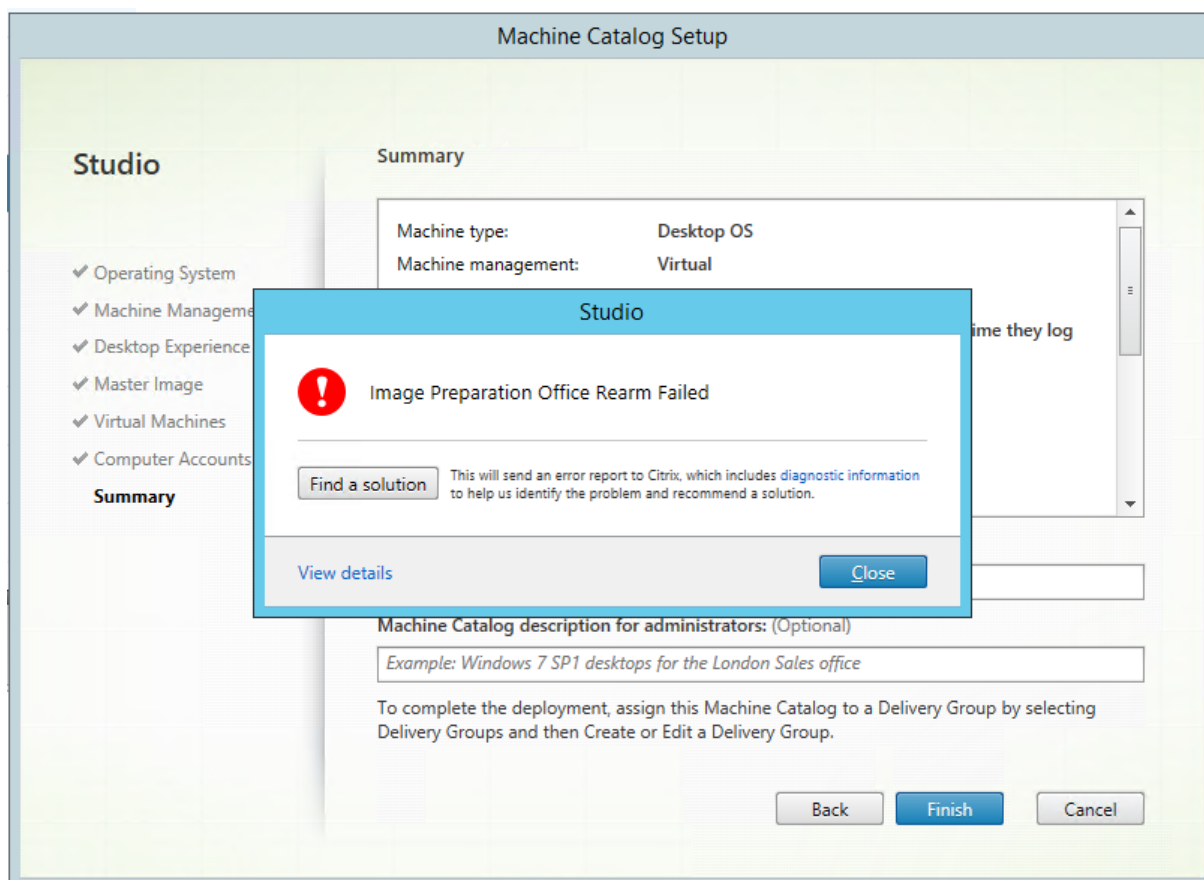 Machine Catalog Setup
Studio
Operating System
Machine Manageme
Desktop Experience
Master Image
Virtual Machines
Computer Accounts
Summary
Summary
Machine type: Desktop OS
Machine management: Virtual
ime they log
Studio
Image Preparation Office Rearm Failed
Find a solution
This will send an error report to Citrix, which includes diagnostic information
to help us identify the problem and recommend a solution.
View details
Close
Machine Catalog description for administrators: (Optional)
Example: Windows 7 SP1 desktops for the London Sales office
To complete the deployment, assign this Machine Catalog to a Delivery Group by selecting
Delivery Groups and then Create or Edit a Delivery Group.
Back
Finish
Cancel